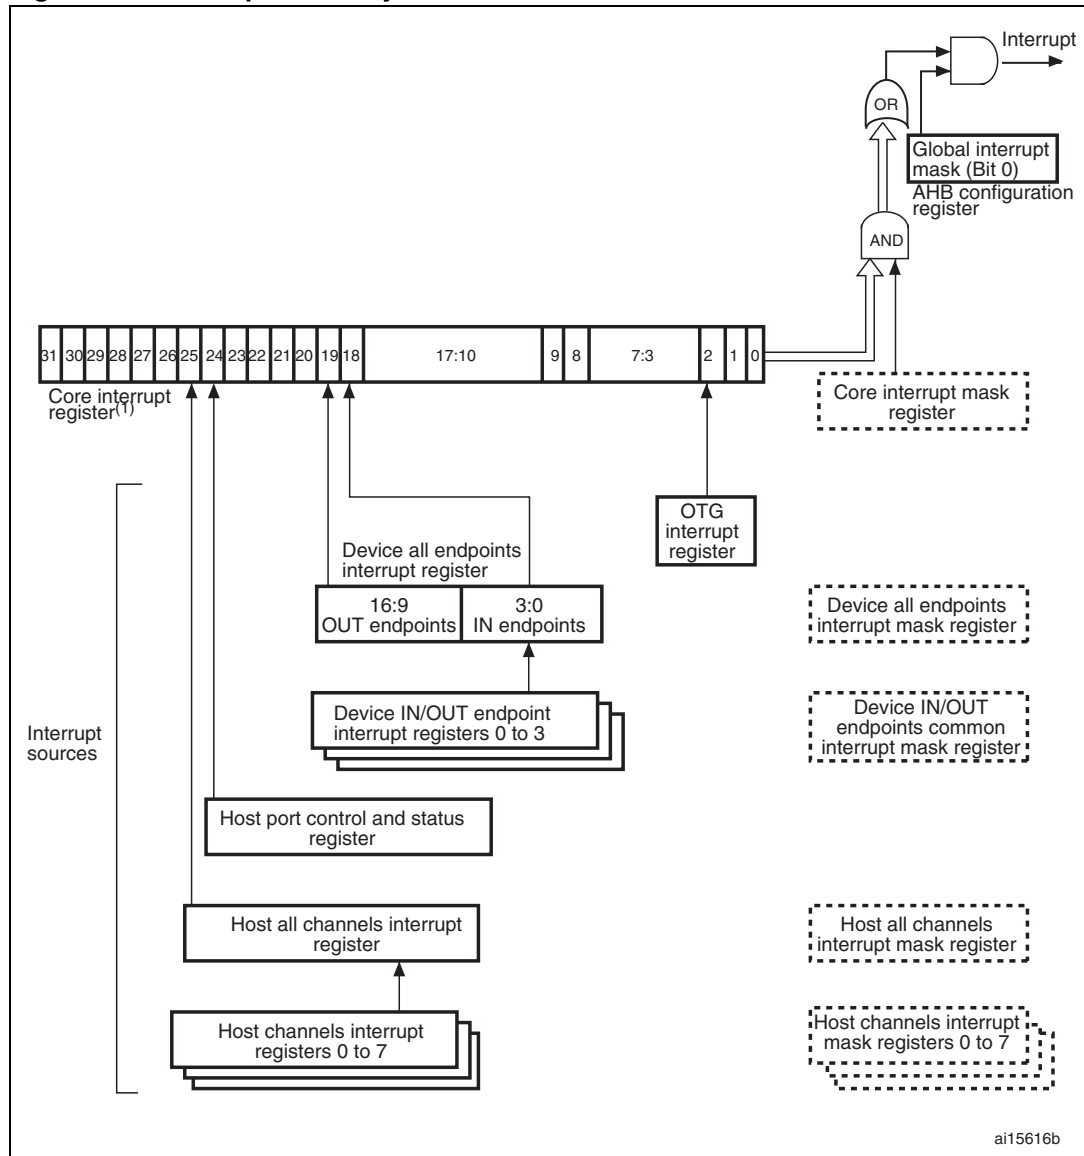 Interrupt
OR
Global interrupt
mask (Bit 0)
AHB configuration
register
AND
31 30 29 28 27 26 25 24 23 22 21 20 19 18 17:10 9 8 7:3 2 1 0
Core interrupt
register(1)
Core interrupt mask
register
OTG
interrupt
register
Device all endpoints
interrupt register
16:9
OUT endpoints
3:0
IN endpoints
Device all endpoints
interrupt mask register
Device IN/OUT endpoint
interrupt registers 0 to 3
Device IN/OUT
endpoints common
interrupt mask register
Interrupt
sources
Host port control and status
register
Host all channels interrupt
register
Host all channels
interrupt mask register
Host channels interrupt
registers 0 to 7
Host channels interrupt
mask registers 0 to 7
ai15616b